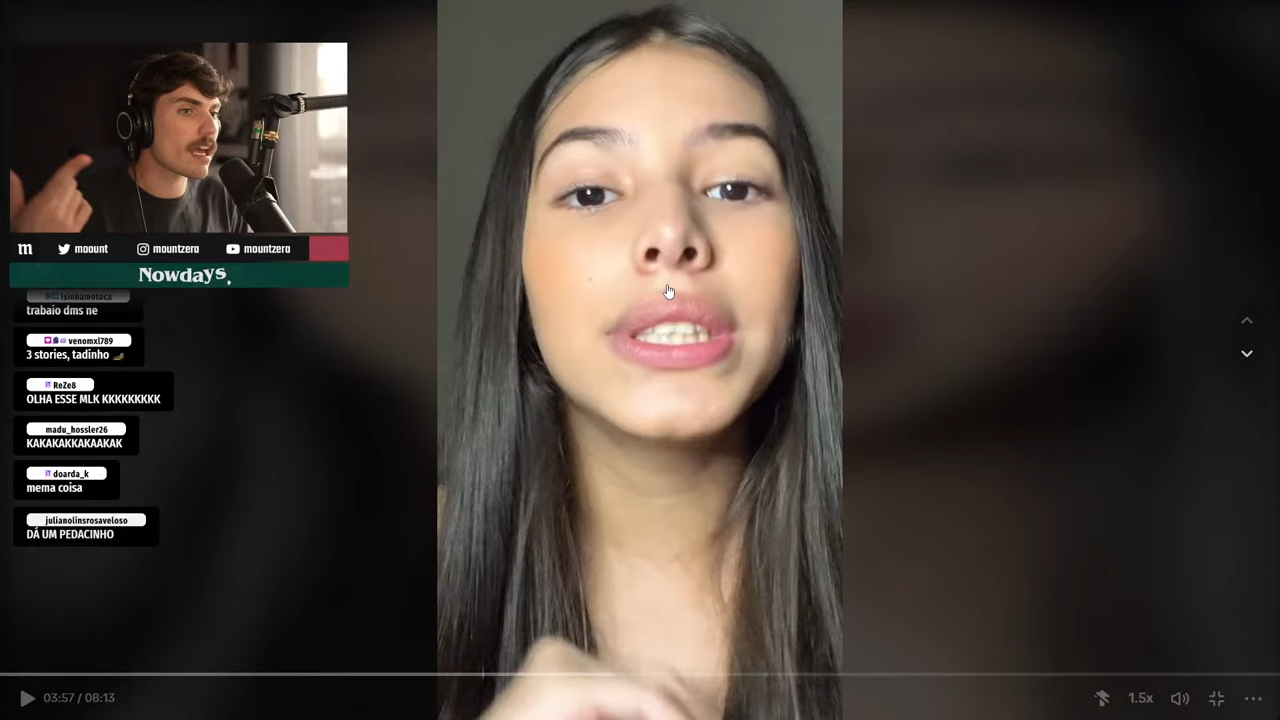 m moount mountzera mountzera
Nowdays,
isinhamotoca
trabaio dms ne
venomxl789
3 stories, tadinho
ReZe8
OLHA ESSE MLK KKKKKKKKK
madu_hossler26
KAKAKAKKAKAAKAK
doarda_k
mema coisa
julianolinsrosaveloso
DÁ UM PEDACINHO
03:57 / 08:13
1.5x